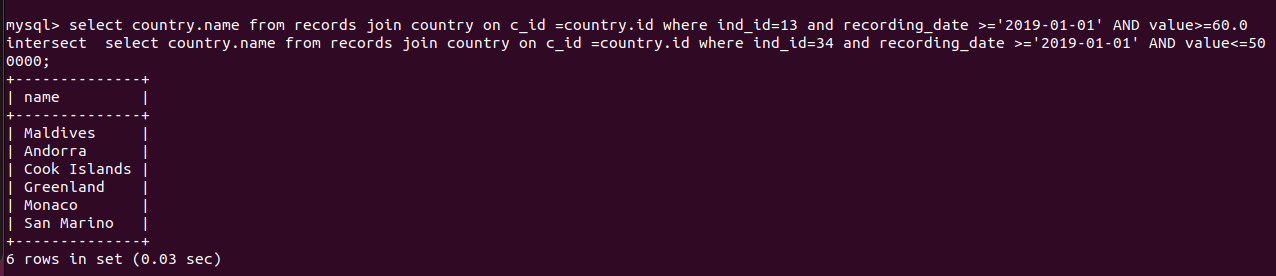 mysql> select country.name from records join country on c_id =country.id where ind_id=13 and recording_date >='2019-01-01' AND value>=60.0
intersect  select country.name from records join country on c_id =country.id where ind_id=34 and recording_date >='2019-01-01' AND value<=50
0000;
+--------------+
| name         |
+--------------+
| Maldives     |
| Andorra      |
| Cook Islands |
| Greenland    |
| Monaco       |
| San Marino   |
+--------------+
6 rows in set (0.03 sec)